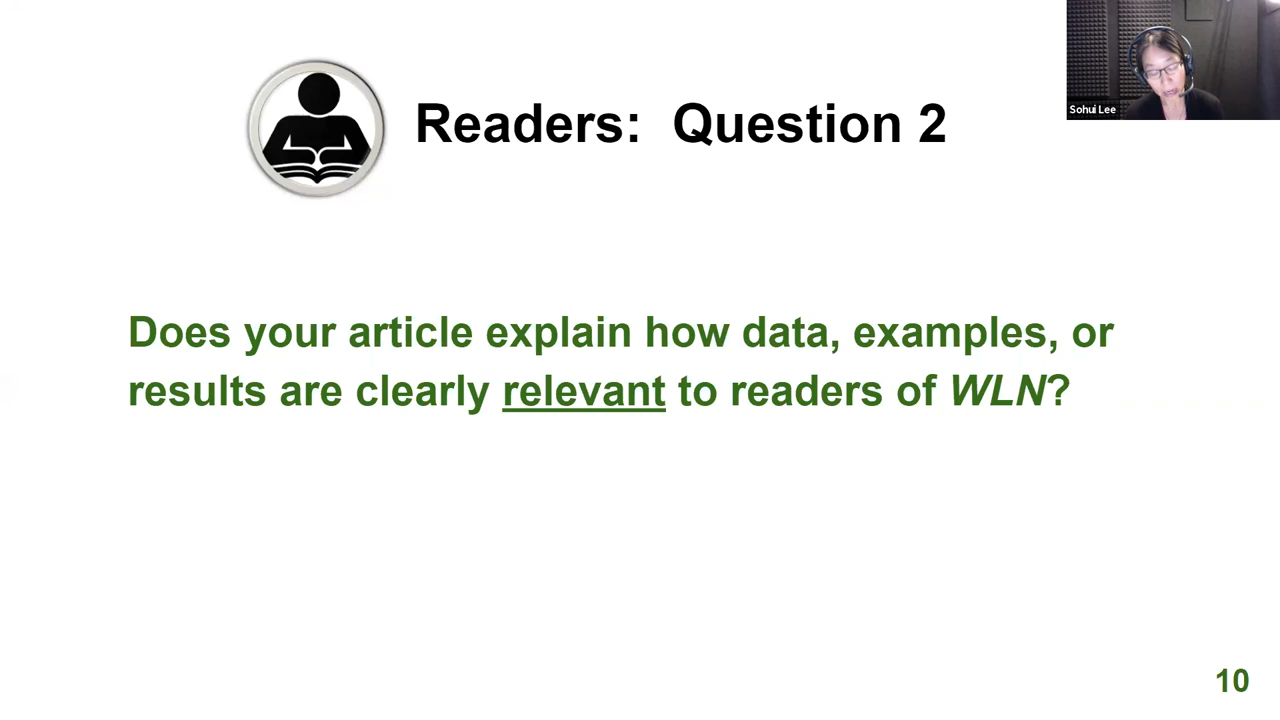 Sohui Lee
Readers: Question 2
Does your article explain how data, examples, or
results are clearly relevant to readers of WLN?
10